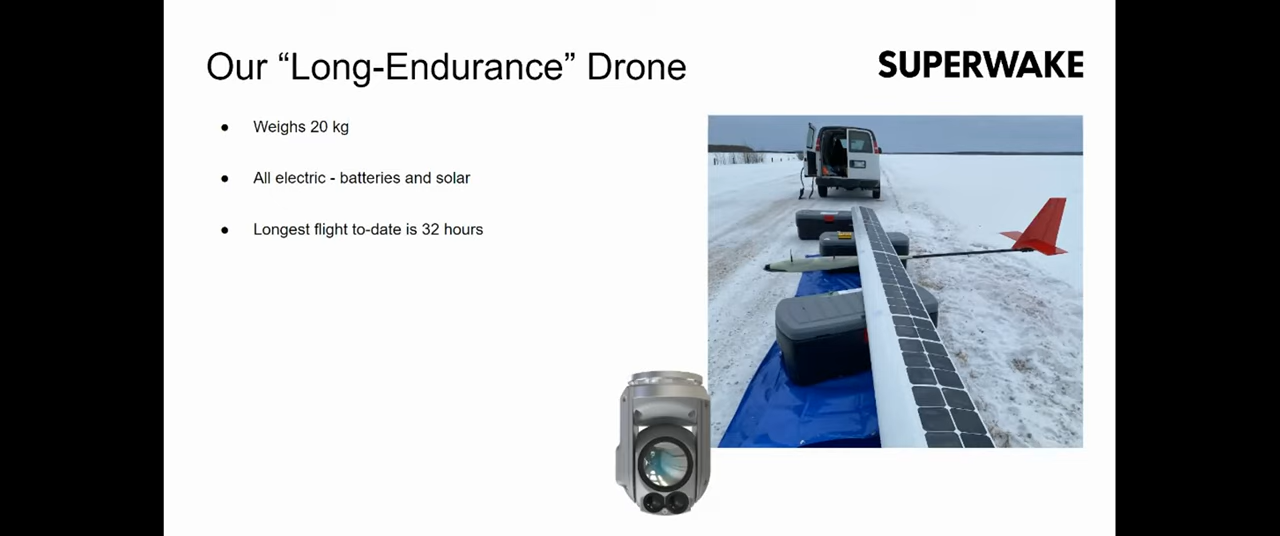 Our “Long-Endurance” Drone
SUPERWAKE
● Weighs 20 kg
● All electric - batteries and solar
● Longest flight to-date is 32 hours